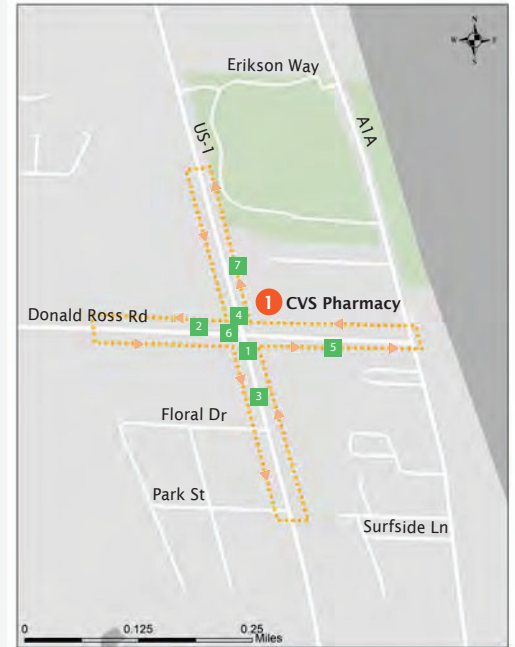 N
W E
S
Erikson Way
US-1
A1A
7
1 CVS Pharmacy
Donald Ross Rd
4
2
6
1
5
3
Floral Dr
Park St
Surfside Ln
0 0.125 0.25
Miles